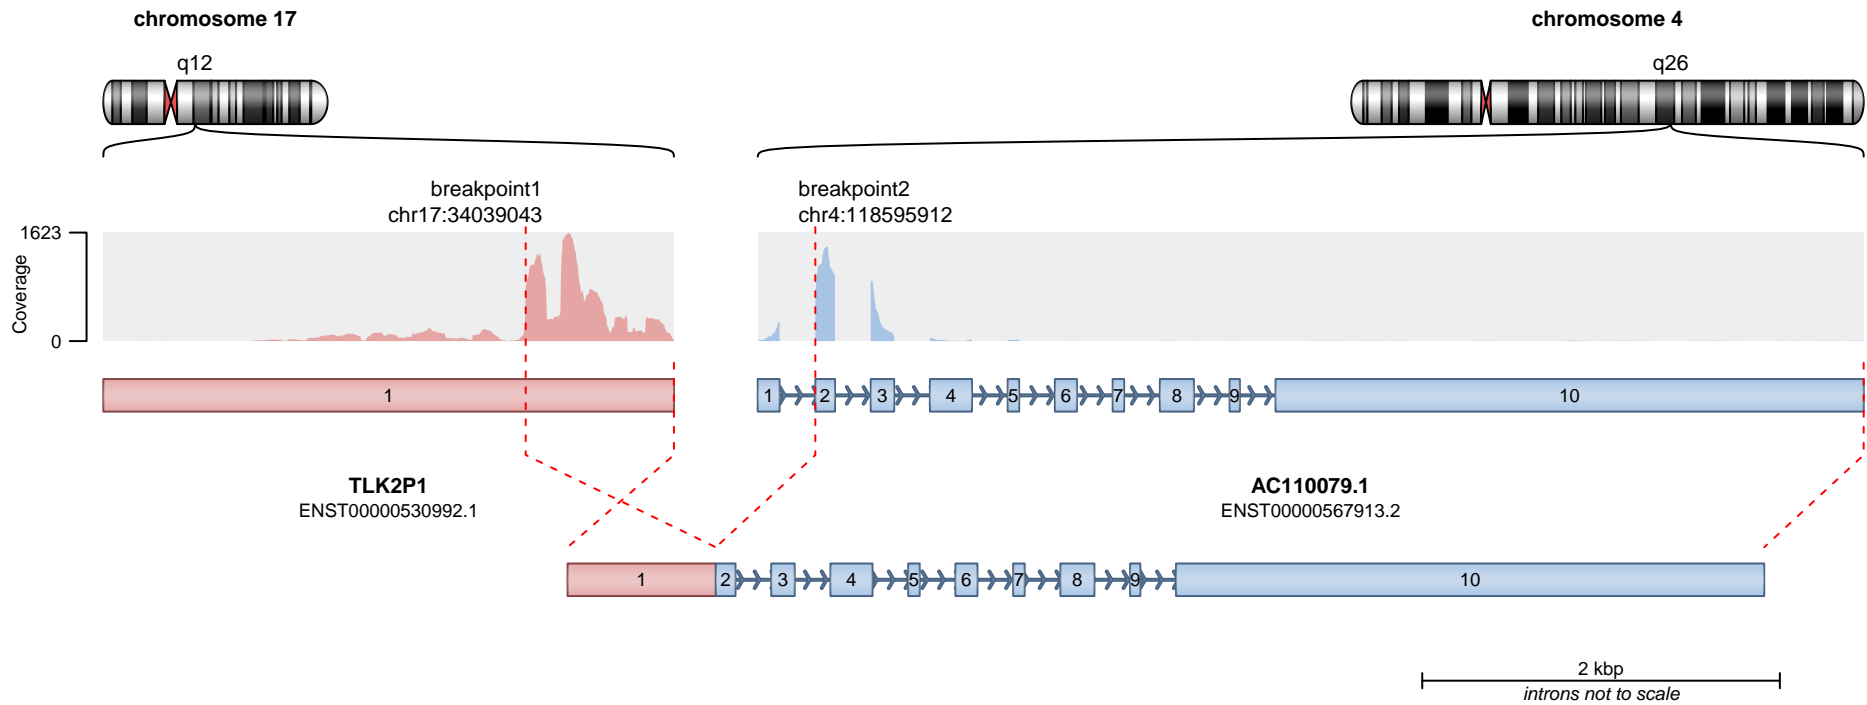 chromosome 17
chromosome 4
q12
q26
breakpoint1
chr17:34039043
breakpoint2
chr4:118595912
1623
0
Coverage
1
1 2 3 4 5 6 7 8 9 10
TLK2P1
ENST00000530992.1
AC110079.1
ENST00000567913.2
1 2 3 4 5 6 7 8 9 10
2 kbp
introns not to scale